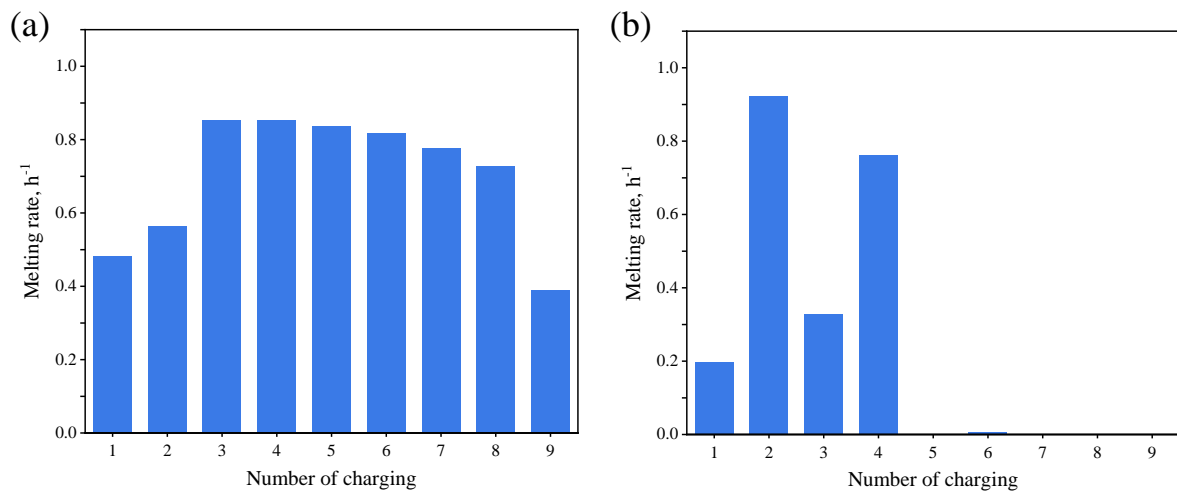 (a)
Melting rate, h⁻¹
1.0
0.8
0.6
0.4
0.2
0.0
1 2 3 4 5 6 7 8 9
Number of charging
(b)
Melting rate, h⁻¹
1.0
0.8
0.6
0.4
0.2
0.0
1 2 3 4 5 6 7 8 9
Number of charging